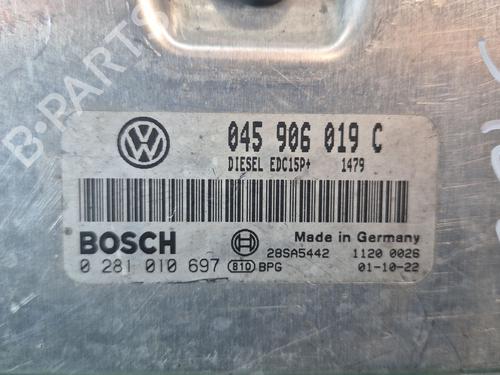 B-PARTS
045 906 019 C
DIESEL EDC15P+ 1479
BOSCH
Made in Germany
28SA5442 1120 0026
0 281 010 697 810 BPG 01-10-22